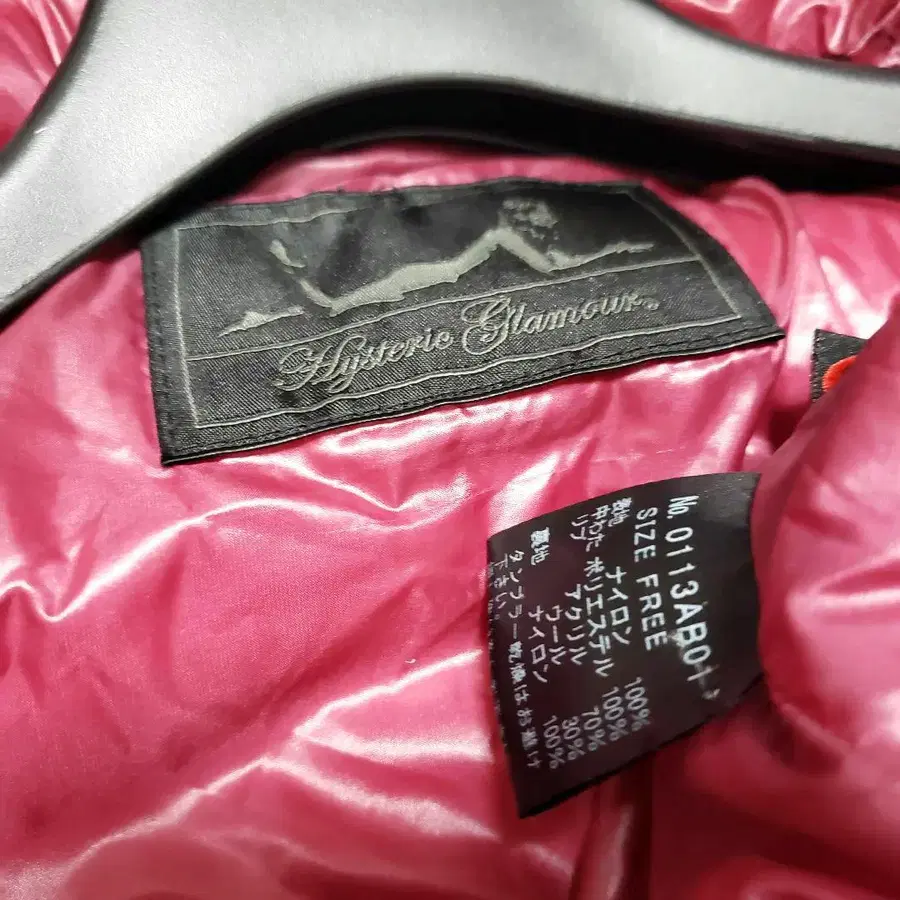 Hysteric Glamour
No.0113AB0
SIZE FREE
表地 ナイロン 100%
中わた ポリエステル 100%
リブ アクリル 70%
ウール 30%
裏地 ナイロン 100%
タンブラー乾燥はお避け
下さい。